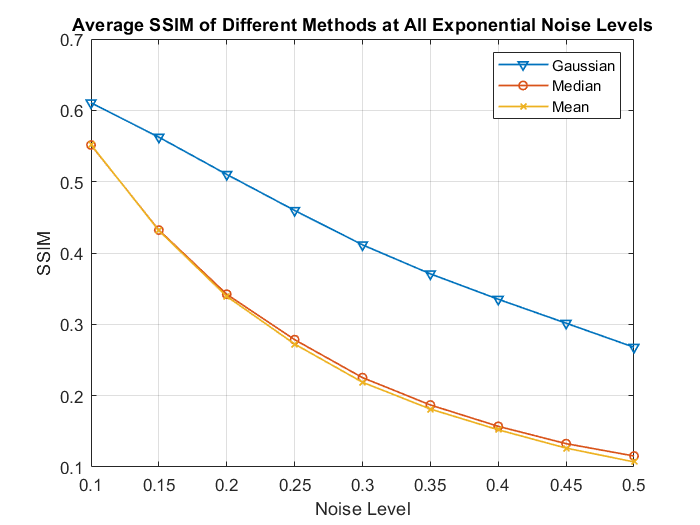 Average SSIM of Different Methods at All Exponential Noise Levels
0.7
0.6
0.5
0.4
0.3
0.2
0.1
SSIM
Gaussian
Median
Mean
0.1 0.15 0.2 0.25 0.3 0.35 0.4 0.45 0.5
Noise Level